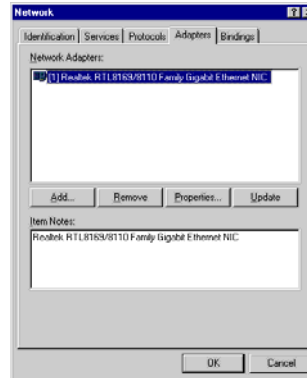 Network
Identification Services Protocols Adapters Bindings
Network Adapters:
[1] Realtek RTL8169/8110 Family Gigabit Ethernet NIC
Add... Remove Properties... Update
Item Notes:
Realtek RTL8169/8110 Family Gigabit Ethernet NIC
OK Cancel